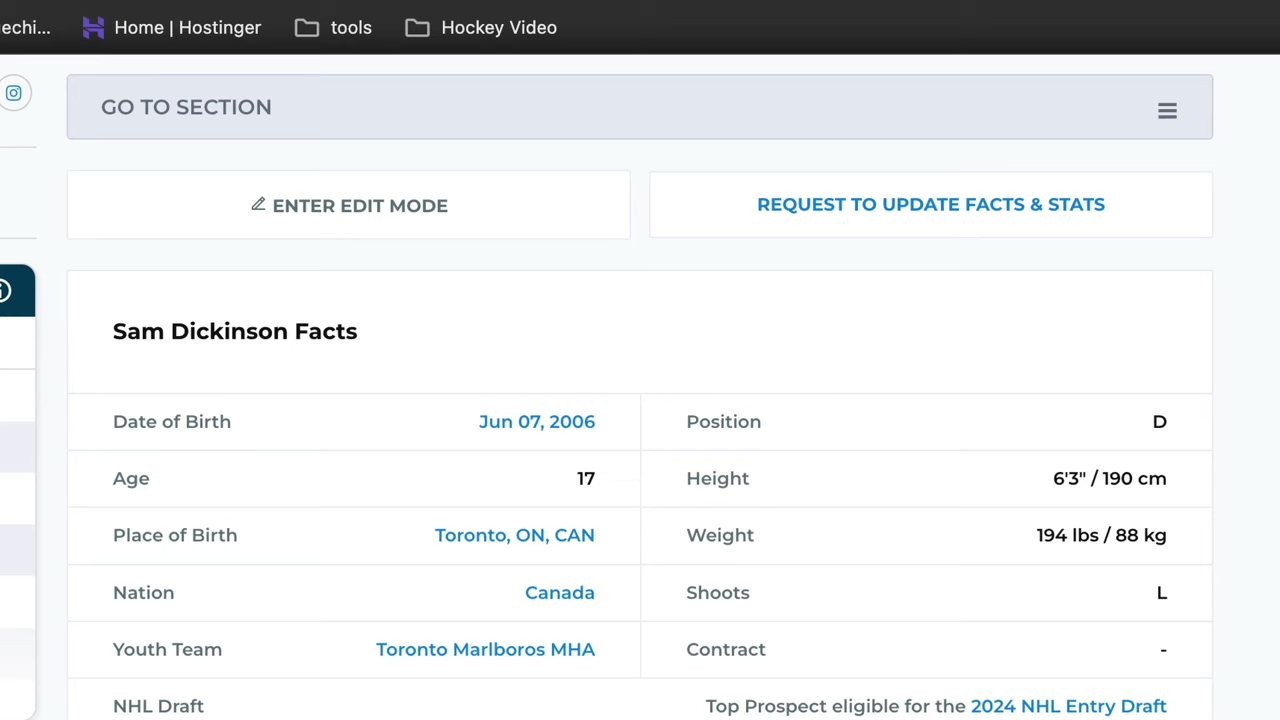 echi... Home | Hostinger tools Hockey Video
GO TO SECTION
ENTER EDIT MODE REQUEST TO UPDATE FACTS & STATS
Sam Dickinson Facts
Date of Birth Jun 07, 2006 Position D
Age 17 Height 6'3" / 190 cm
Place of Birth Toronto, ON, CAN Weight 194 lbs / 88 kg
Nation Canada Shoots L
Youth Team Toronto Marlboros MHA Contract -
NHL Draft Top Prospect eligible for the 2024 NHL Entry Draft